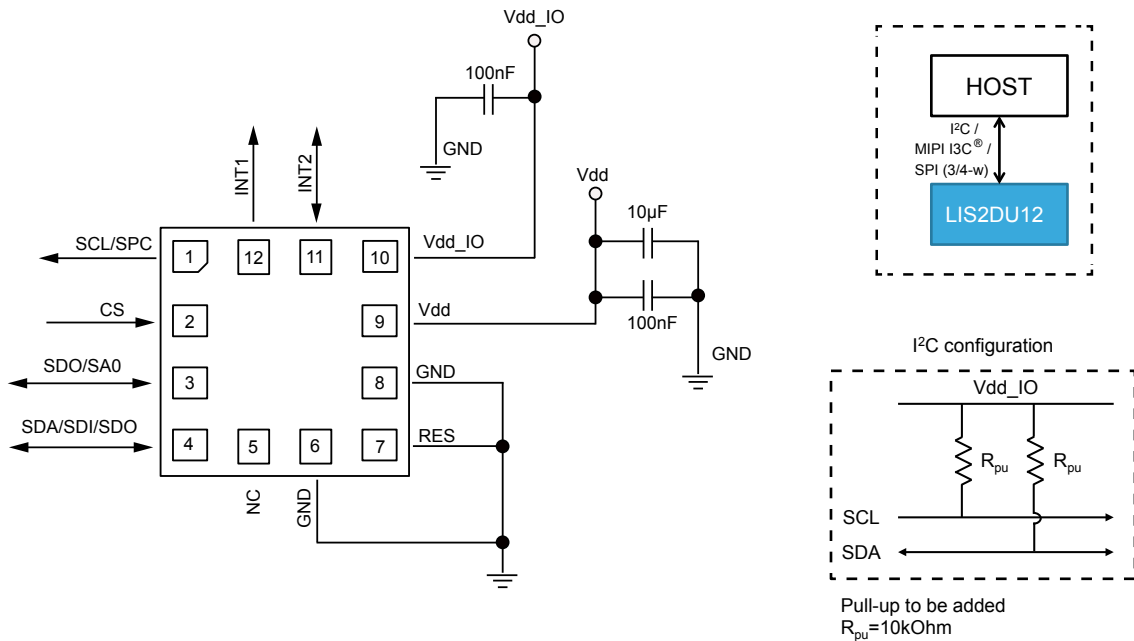 Vdd_IO
100nF
GND
INT1
INT2
Vdd
10µF
100nF
GND
SCL/SPC
CS
SDO/SA0
SDA/SDI/SDO
1
12
11
10
2
9
3
8
4
5
6
7
Vdd_IO
Vdd
GND
RES
NC
GND
HOST
I²C /
MIPI I3C® /
SPI (3/4-w)
LIS2DU12
I²C configuration
Vdd_IO
Rpu
Rpu
SCL
SDA
Pull-up to be added
Rpu=10kOhm